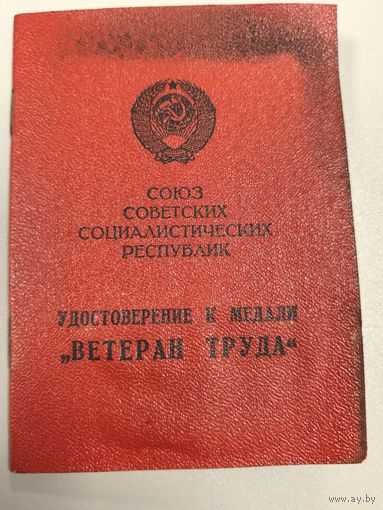 СОЮЗ
СОВЕТСКИХ
СОЦИАЛИСТИЧЕСКИХ
РЕСПУБЛИК
УДОСТОВЕРЕНИЕ К МЕДАЛИ
„ВЕТЕРАН ТРУДА“
www.ay.by